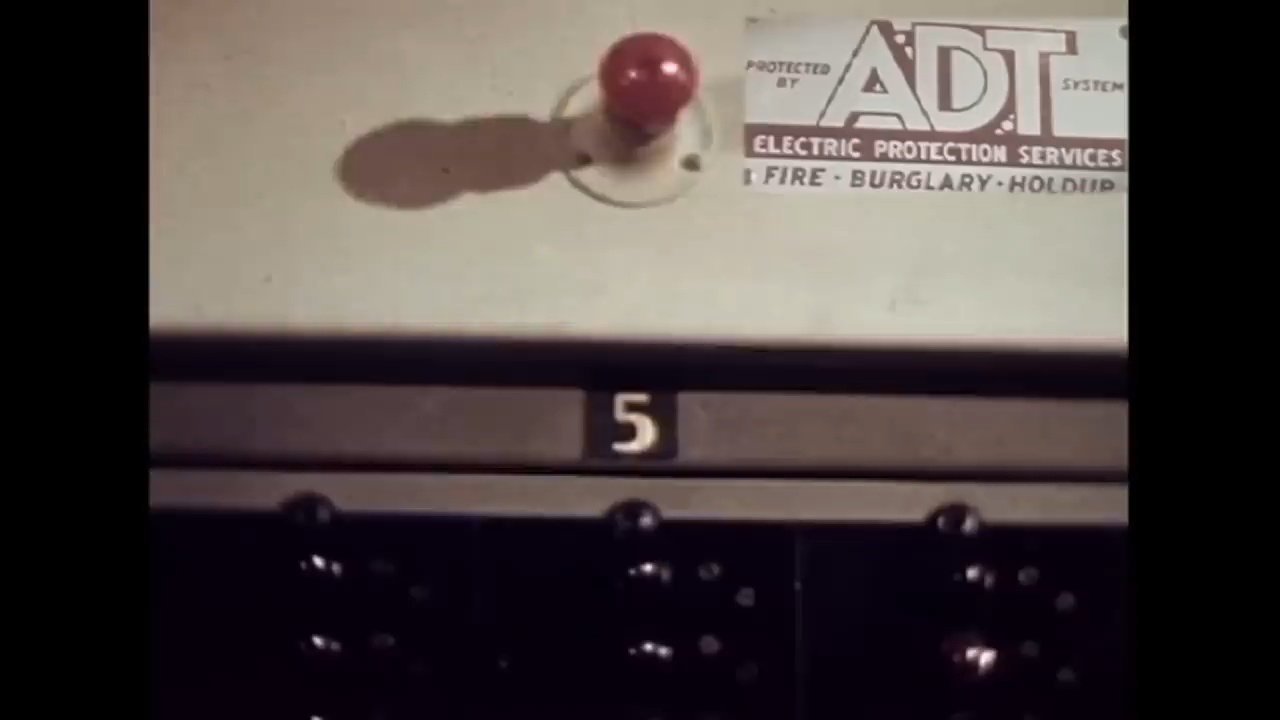 PROTECTED BY ADT SYSTEM
ELECTRIC PROTECTION SERVICES
FIRE - BURGLARY - HOLDUP
5